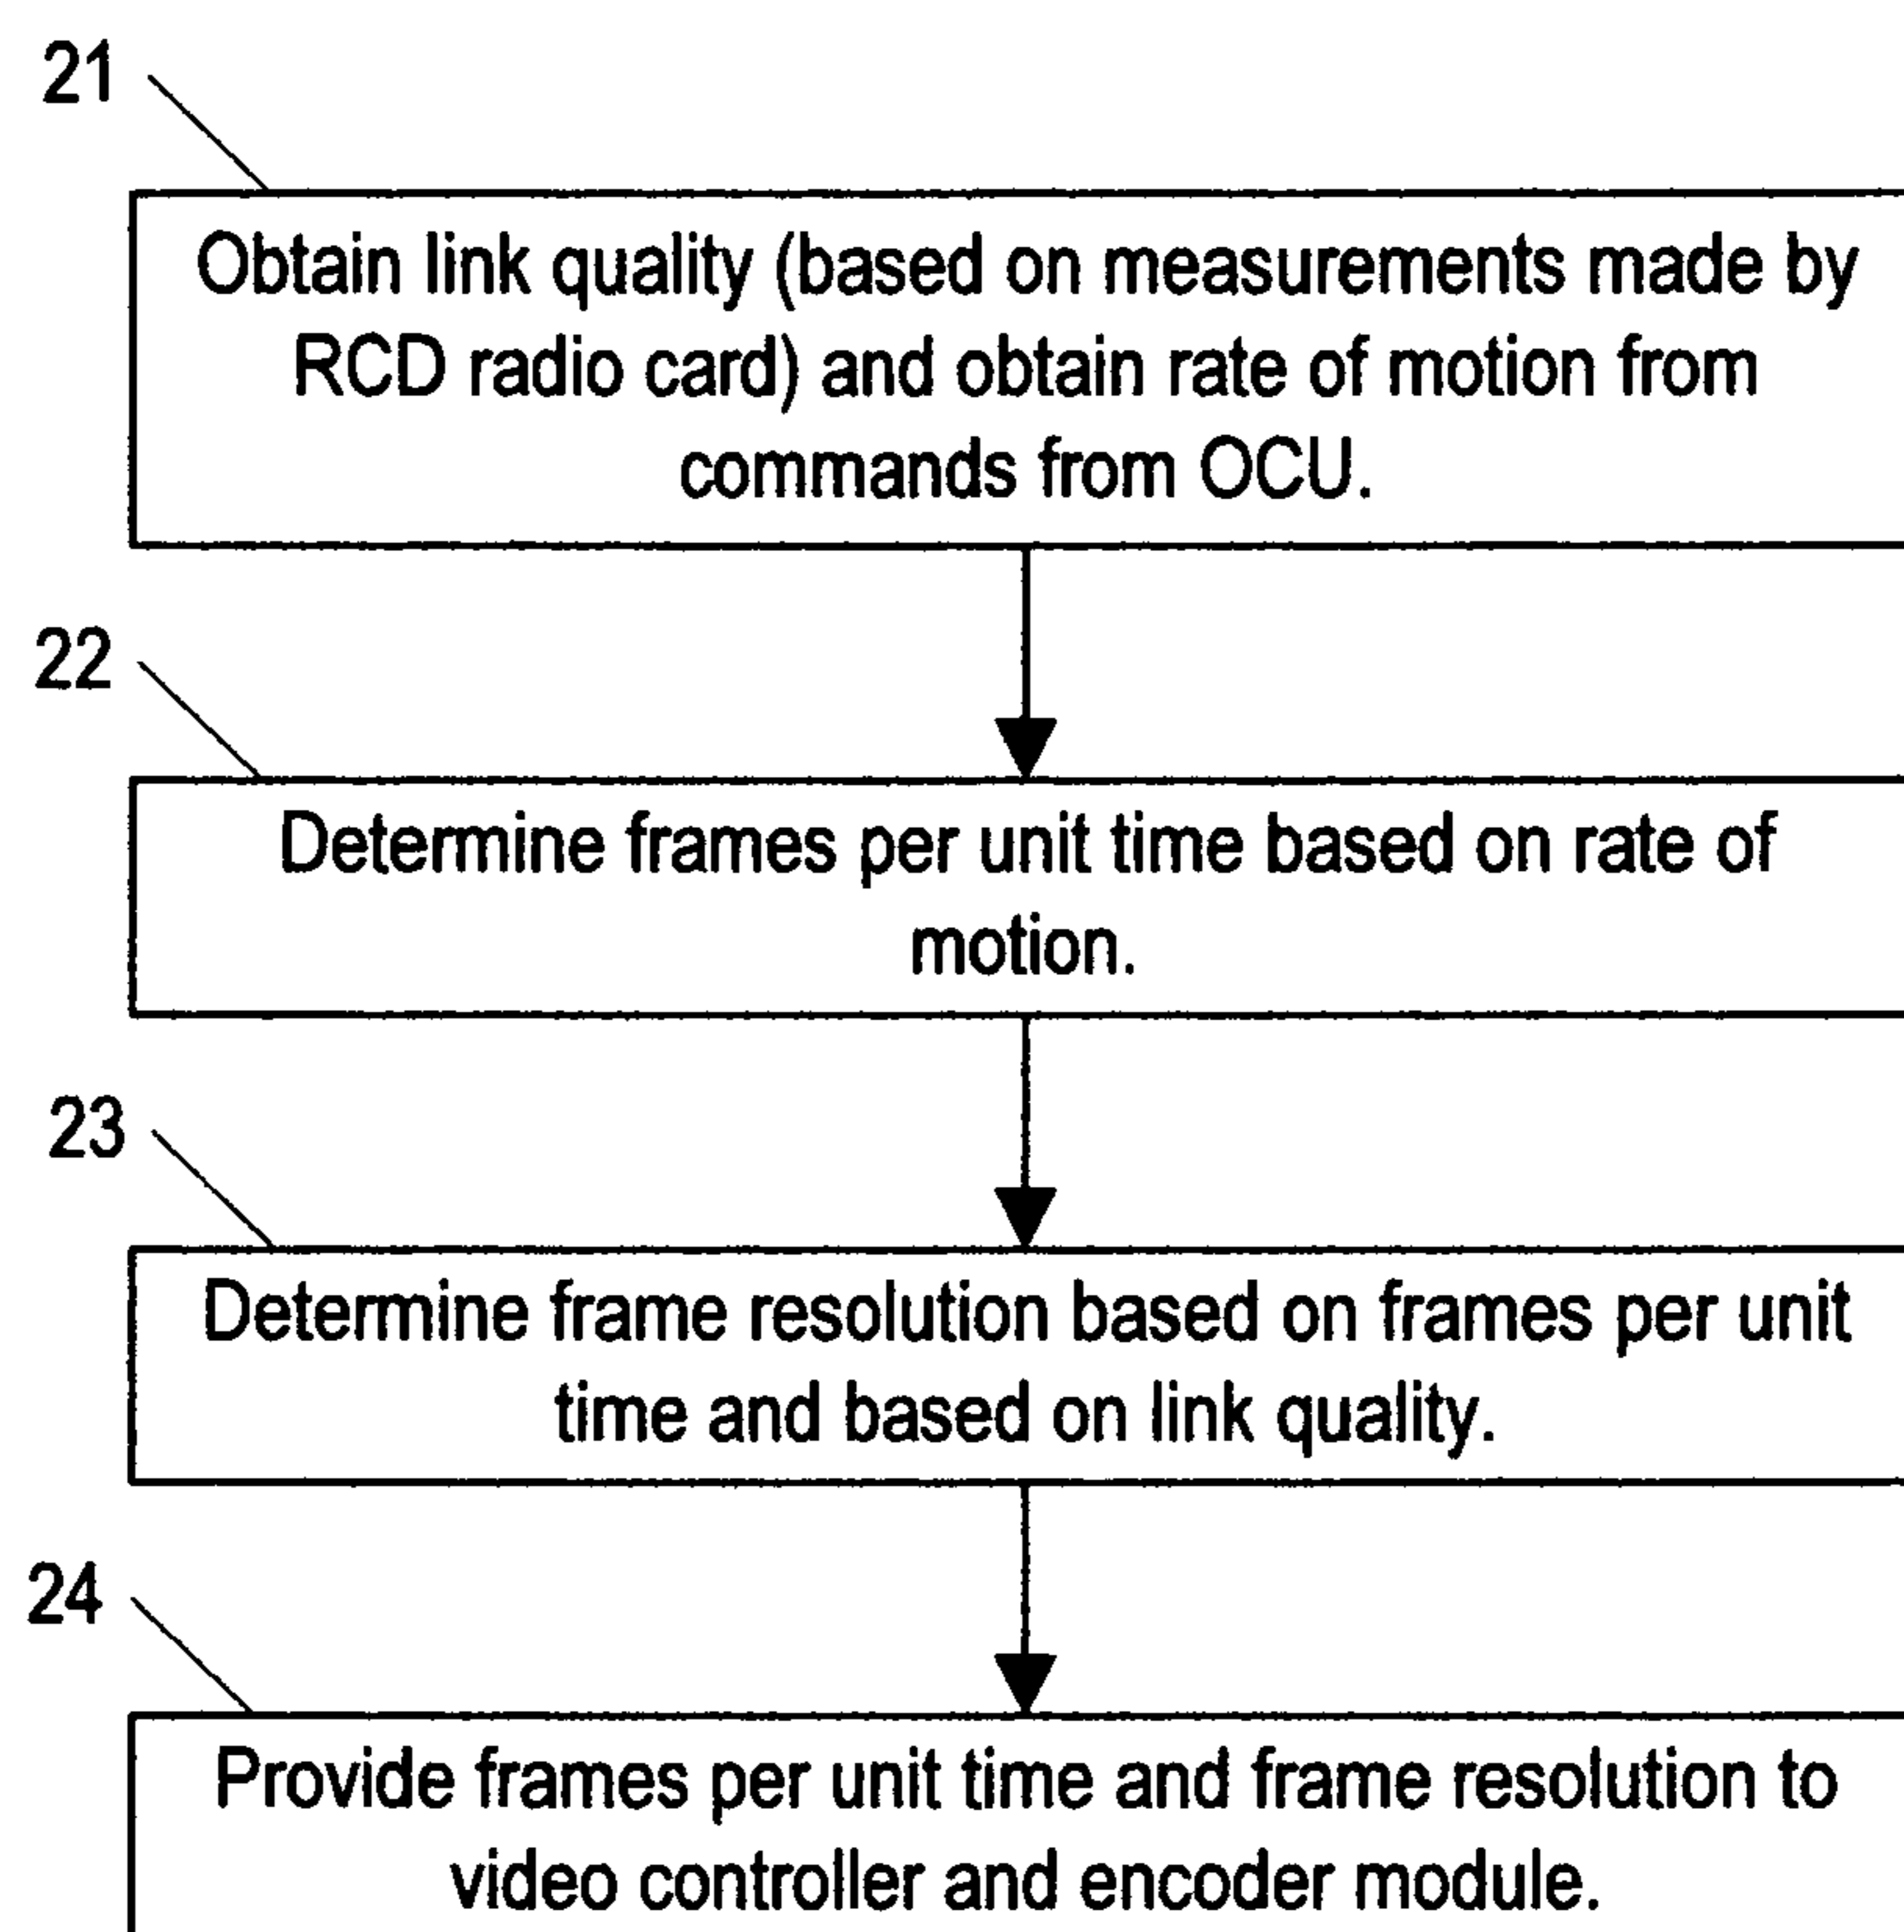 21
Obtain link quality (based on measurements made by
RCD radio card) and obtain rate of motion from
commands from OCU.
22
Determine frames per unit time based on rate of
motion.
23
Determine frame resolution based on frames per unit
time and based on link quality.
24
Provide frames per unit time and frame resolution to
video controller and encoder module.